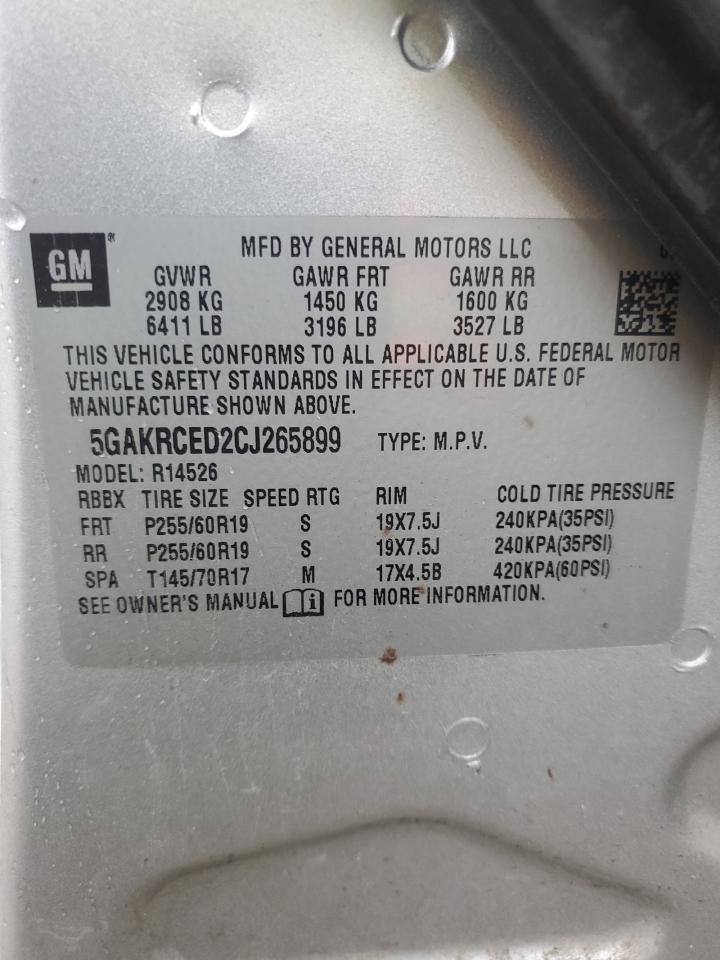 GM®
MFD BY GENERAL MOTORS LLC
GVWR GAWR FRT GAWR RR
2908 KG 1450 KG 1600 KG
6411 LB 3196 LB 3527 LB
THIS VEHICLE CONFORMS TO ALL APPLICABLE U.S. FEDERAL MOTOR
VEHICLE SAFETY STANDARDS IN EFFECT ON THE DATE OF
MANUFACTURE SHOWN ABOVE.
5GAKRCED2CJ265899 TYPE: M.P.V.
MODEL: R14526
RBBX TIRE SIZE SPEED RTG RIM COLD TIRE PRESSURE
FRT P255/60R19 S 19X7.5J 240KPA(35PSI)
RR P255/60R19 S 19X7.5J 240KPA(35PSI)
SPA T145/70R17 M 17X4.5B 420KPA(60PSI)
SEE OWNER'S MANUAL i FOR MORE INFORMATION.